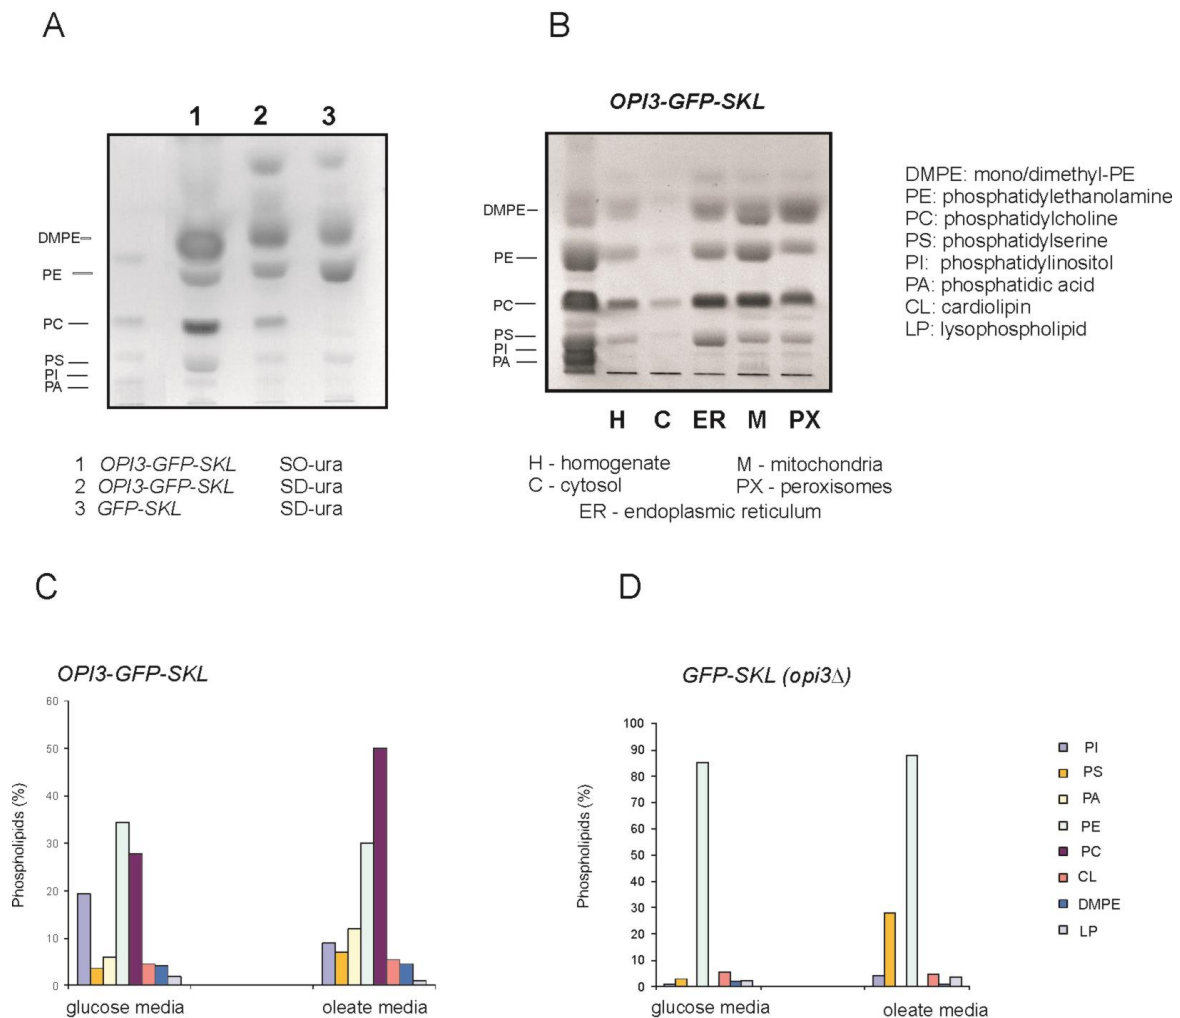 A
1 2 3
DMPE
PE
PC
PS
PI
PA
1 OPI3-GFP-SKL SO-ura
2 OPI3-GFP-SKL SD-ura
3 GFP-SKL SD-ura
B
OPI3-GFP-SKL
DMPE
PE
PC
PS
PI
PA
H C ER M PX
H - homogenate M - mitochondria
C - cytosol PX - peroxisomes
ER - endoplasmic reticulum
DMPE: mono/dimethyl-PE
PE: phosphatidylethanolamine
PC: phosphatidylcholine
PS: phosphatidylserine
PI: phosphatidylinositol
PA: phosphatidic acid
CL: cardiolipin
LP: lysophospholipid
C
OPI3-GFP-SKL
Phospholipids (%)
60
50
40
30
20
10
0
glucose media oleate media
D
GFP-SKL (opi3Δ)
Phospholipids (%)
100
90
80
70
60
50
40
30
20
10
0
glucose media oleate media
PI
PS
PA
PE
PC
CL
DMPE
LP